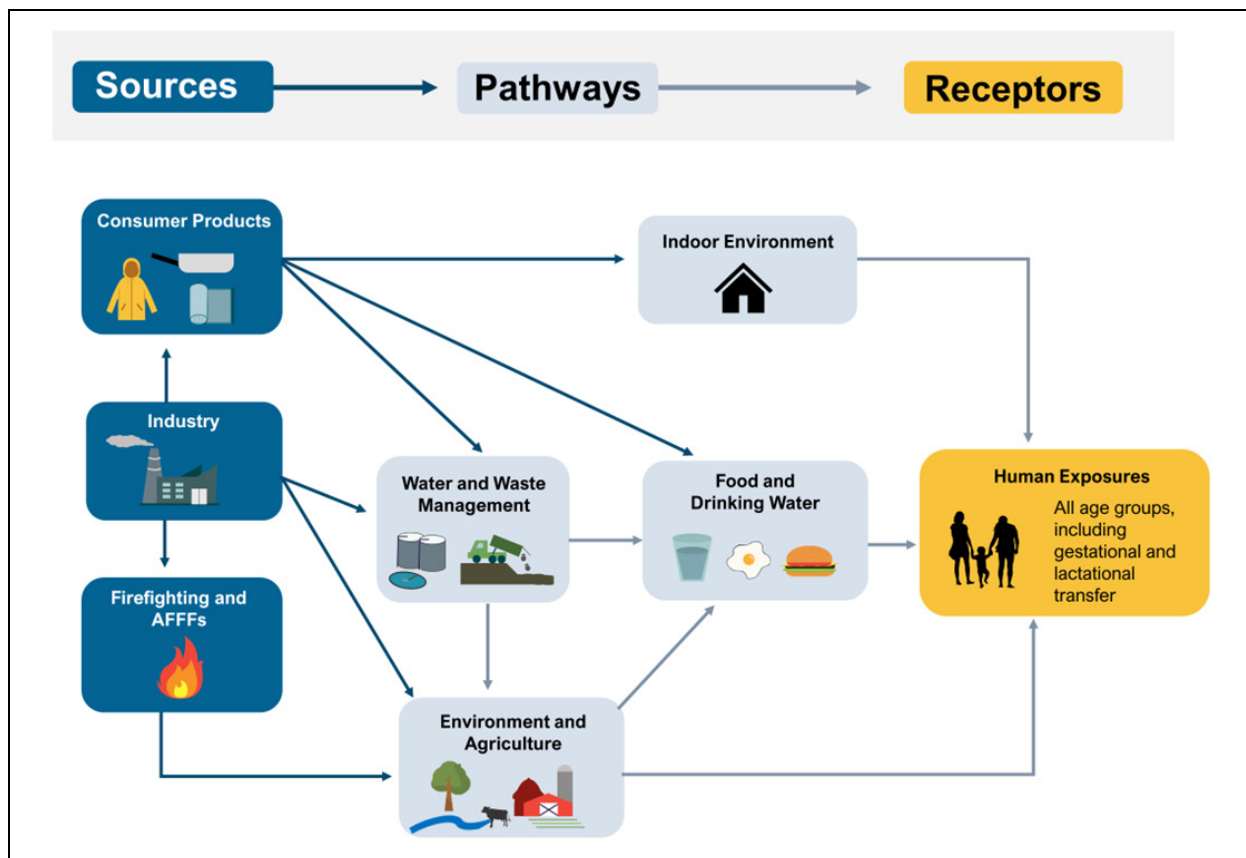 Sources
Pathways
Receptors
Consumer Products
Indoor Environment
Industry
Water and Waste
Management
Food and
Drinking Water
Human Exposures
All age groups,
including
gestational and
lactational
transfer
Firefighting and
AFFFs
Environment and
Agriculture